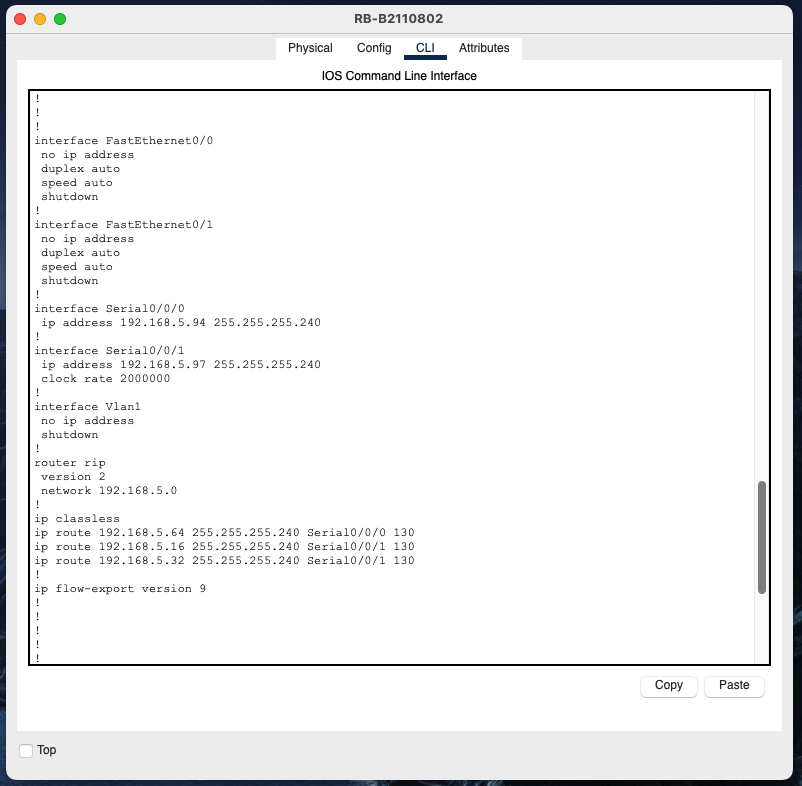 RB-B2110802
Physical Config CLI Attributes
IOS Command Line Interface
!
!
!
interface FastEthernet0/0
no ip address
duplex auto
speed auto
shutdown
!
interface FastEthernet0/1
no ip address
duplex auto
speed auto
shutdown
!
interface Serial0/0/0
ip address 192.168.5.94 255.255.255.240
!
interface Serial0/0/1
ip address 192.168.5.97 255.255.255.240
clock rate 2000000
!
interface Vlan1
no ip address
shutdown
!
router rip
version 2
network 192.168.5.0
!
ip classless
ip route 192.168.5.64 255.255.255.240 Serial0/0/0 130
ip route 192.168.5.16 255.255.255.240 Serial0/0/1 130
ip route 192.168.5.32 255.255.255.240 Serial0/0/1 130
!
ip flow-export version 9
!
!
!
!
!
Copy Paste
Top